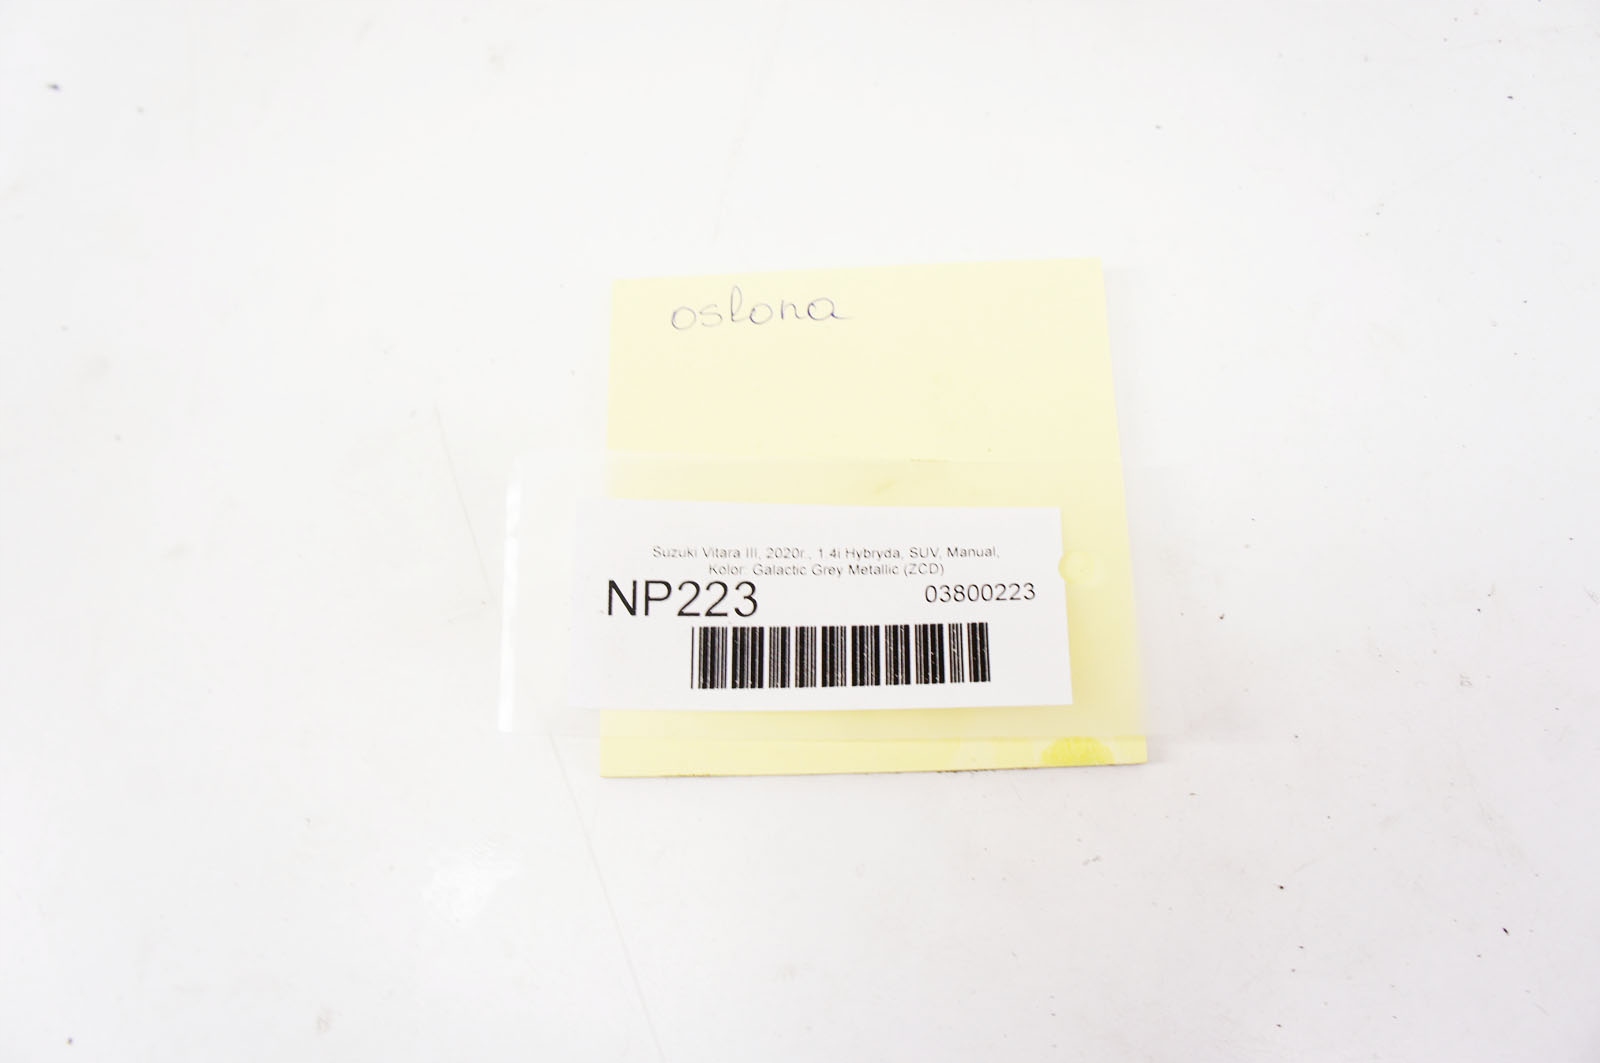 oslona
Suzuki Vitara III, 2020r., 1.4i Hybryda, SUV, Manual,
Kolor: Galactic Grey Metallic (ZCD)
NP223 03800223